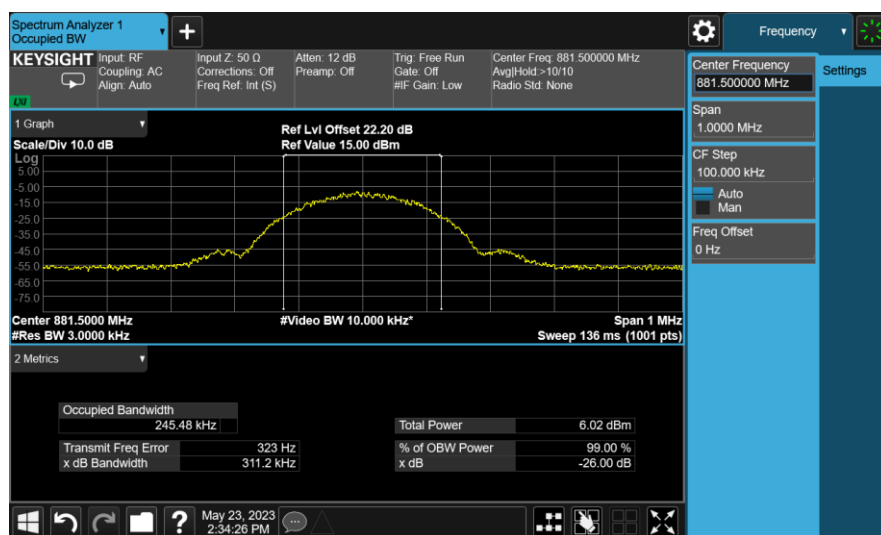 Spectrum Analyzer 1
Occupied BW
Frequency
KEYSIGHT
LXI
Input: RF
Coupling: AC
Align: Auto
Input Z: 50 Ω
Corrections: Off
Freq Ref: Int (S)
Atten: 12 dB
Preamp: Off
Trig: Free Run
Gate: Off
#IF Gain: Low
Center Freq: 881.500000 MHz
Avg|Hold:>10/10
Radio Std: None
Center Frequency
881.500000 MHz
Settings
Span
1.0000 MHz
CF Step
100.000 kHz
Auto
Man
Freq Offset
0 Hz
1 Graph
Scale/Div 10.0 dB
Ref Lvl Offset 22.20 dB
Ref Value 15.00 dBm
Log
5.00
-5.00
-15.0
-25.0
-35.0
-45.0
-55.0
-65.0
-75.0
Center 881.5000 MHz
#Video BW 10.000 kHz*
Span 1 MHz
#Res BW 3.0000 kHz
Sweep 136 ms (1001 pts)
2 Metrics
Occupied Bandwidth
245.48 kHz
Total Power 6.02 dBm
Transmit Freq Error 323 Hz
% of OBW Power 99.00 %
x dB Bandwidth 311.2 kHz
x dB -26.00 dB
?
May 23, 2023
2:34:26 PM